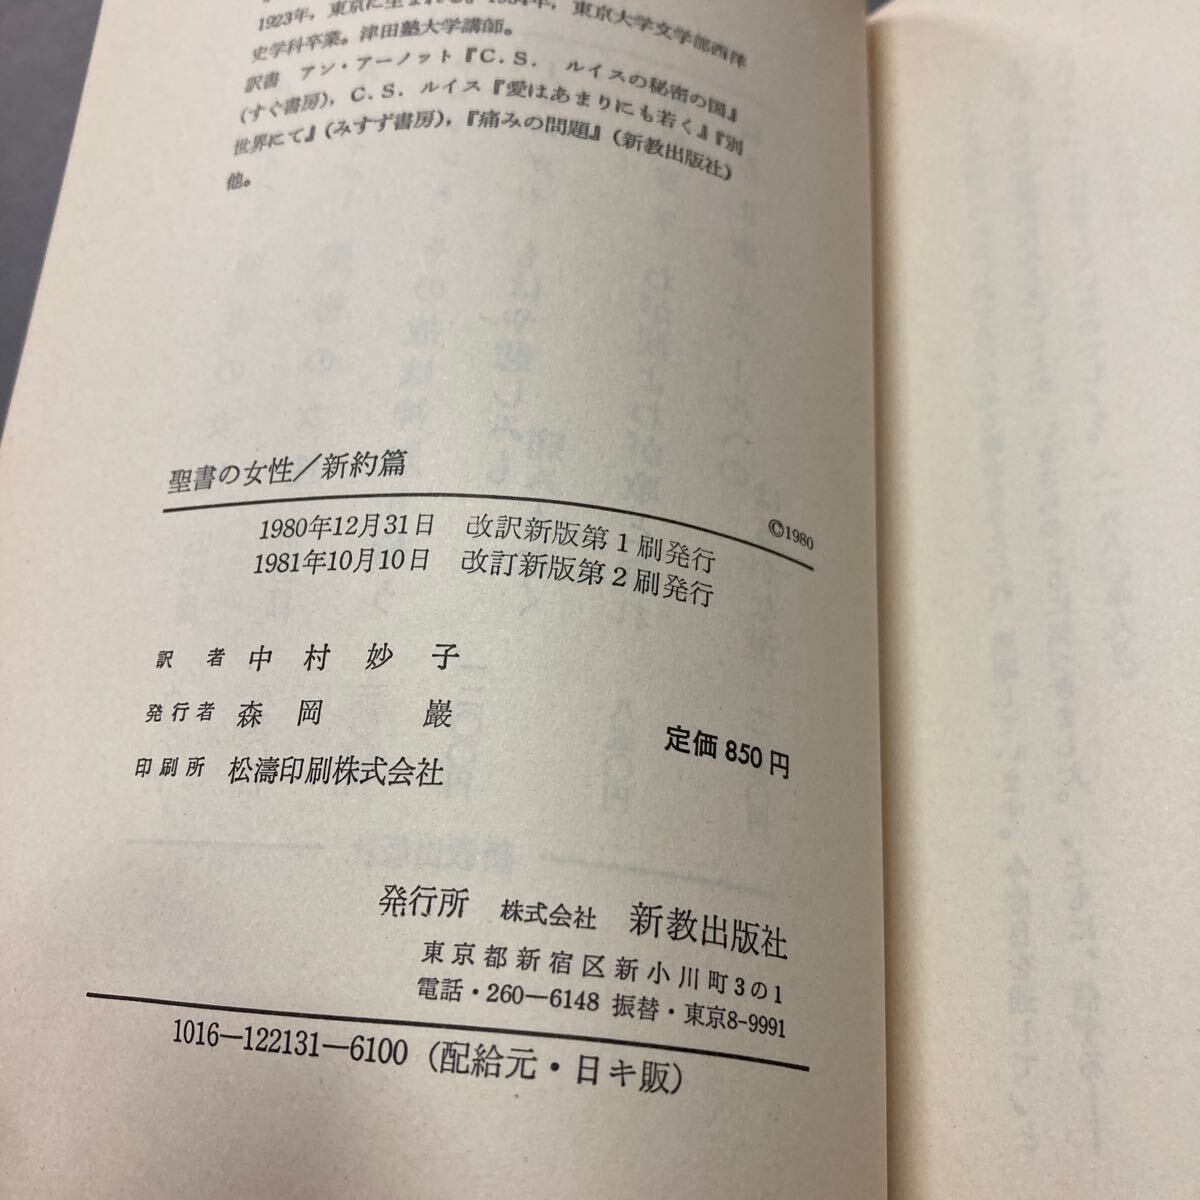 1923年，東京に生まれる。1954年，東京大学文学部西洋
史学科卒業。津田塾大学講師。
訳書　アン・アーノット『C.S.　ルイスの秘密の国』
(すぐ書房)，C.S.ルイス『愛はあまりにも若く』『別
世界にて』(みすず書房)，『痛みの問題』(新教出版社)
他。
聖書の女性／新約篇
©1980
1980年12月31日　改訳新版第1刷発行
1981年10月10日　改訂新版第2刷発行
訳者　中村妙子
発行者　森岡　巖
印刷所　松濤印刷株式会社
定価850円
発行所　株式会社　新教出版社
東京都新宿区新小川町3の1
電話・260—6148 振替・東京8-9991
1016—122131—6100（配給元・日キ販）